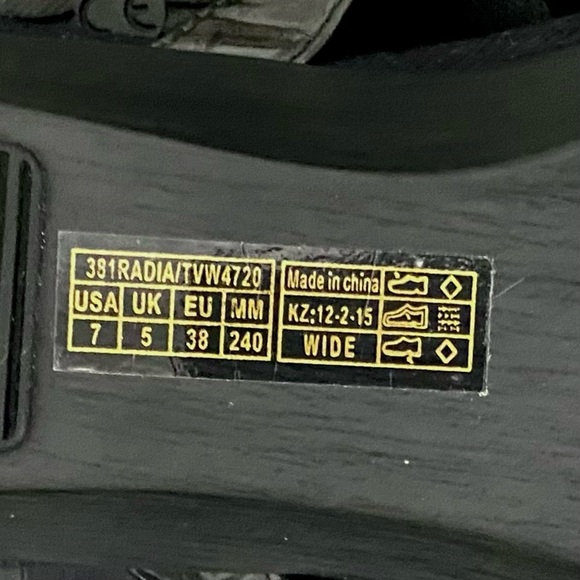 381RADIA/TVW4720
USA UK EU MM
7 5 38 240
Made in china
KZ:12-2-15
WIDE